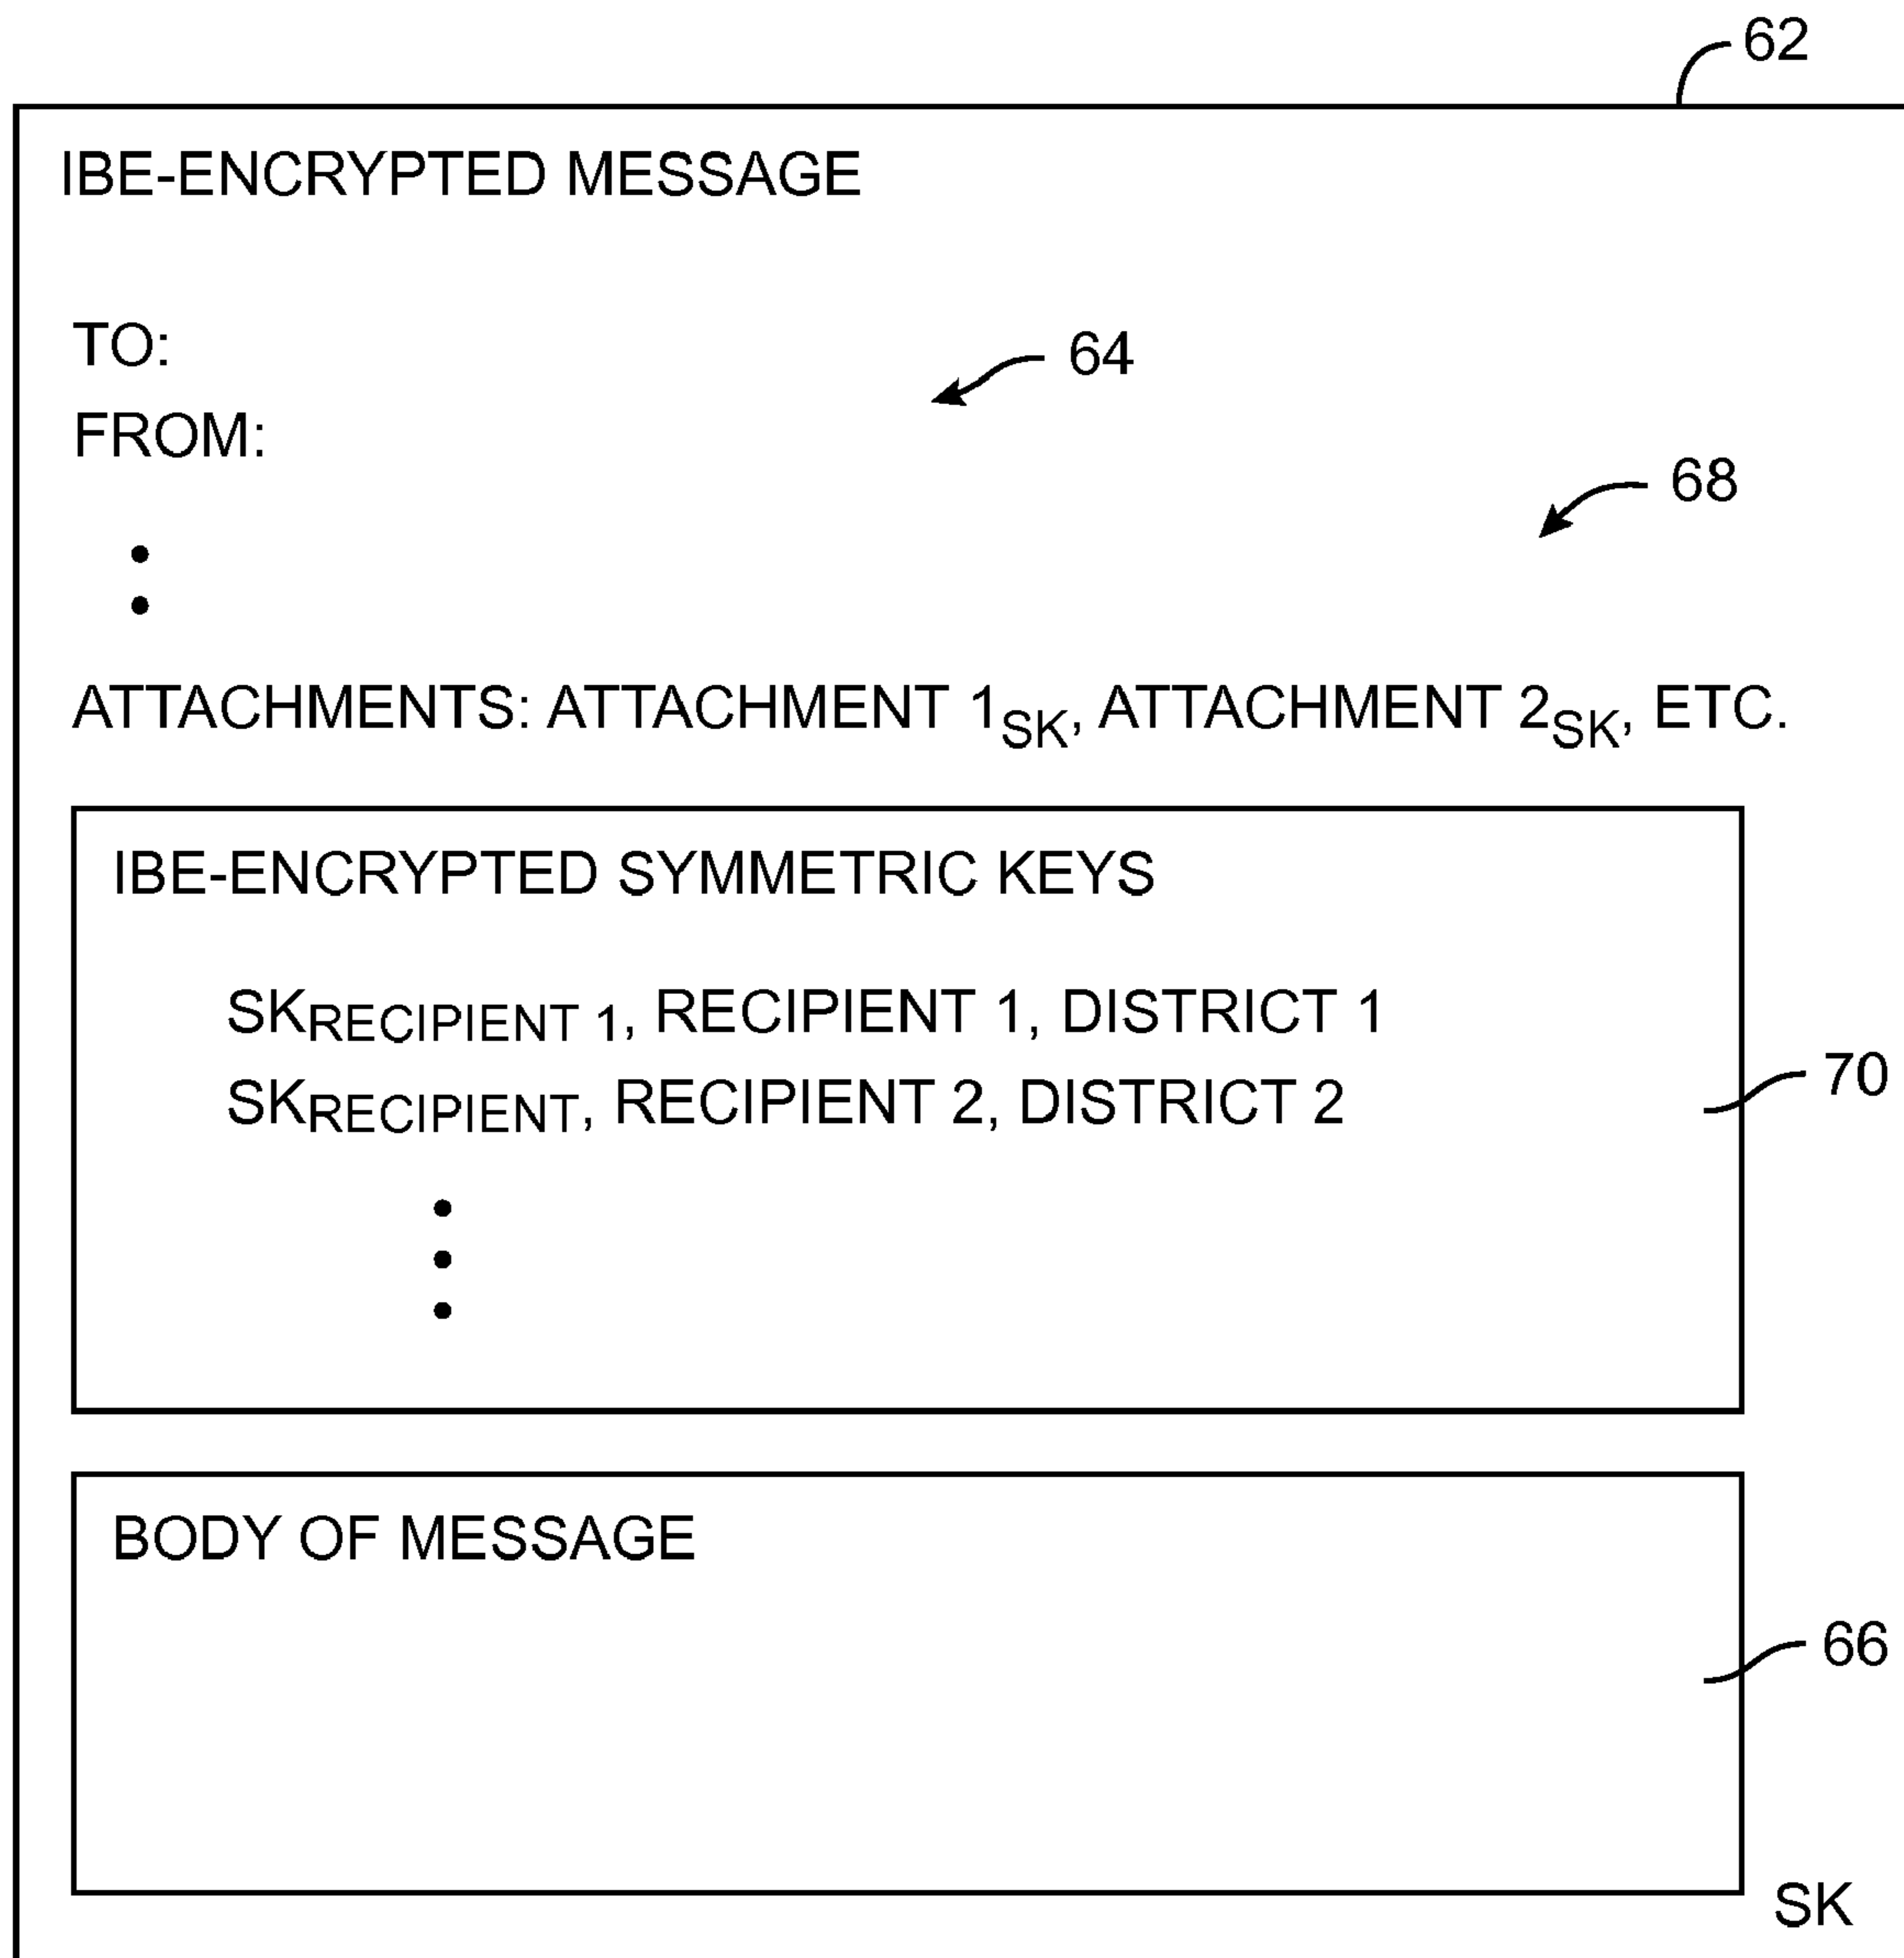 62
IBE-ENCRYPTED MESSAGE
TO:
64
FROM:
68
ATTACHMENTS: ATTACHMENT 1SK, ATTACHMENT 2SK, ETC.
IBE-ENCRYPTED SYMMETRIC KEYS
SKRECIPIENT 1, RECIPIENT 1, DISTRICT 1
SKRECIPIENT, RECIPIENT 2, DISTRICT 2
70
BODY OF MESSAGE
66
SK